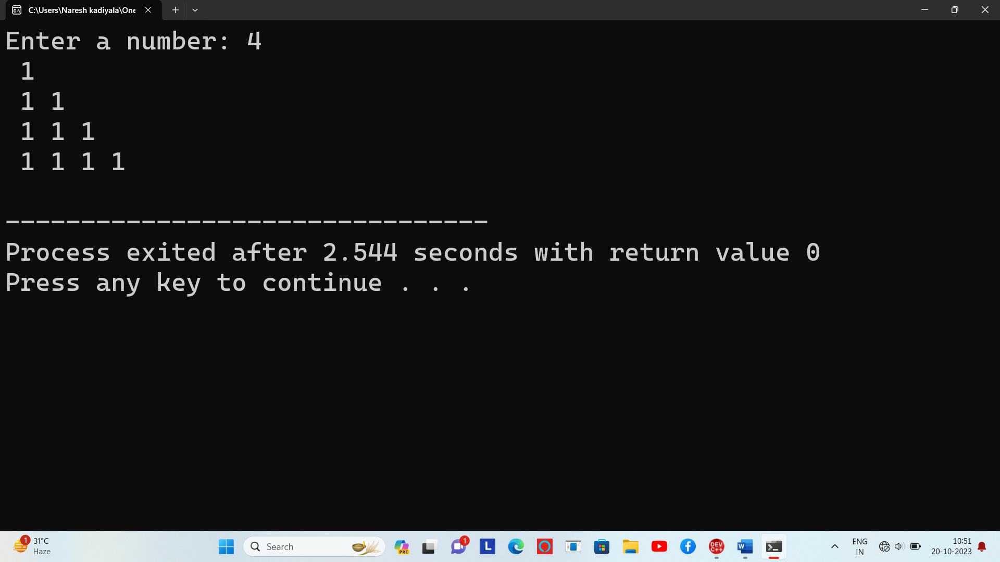 C:\Users\Naresh kadiyala\One
Enter a number: 4
1
1 1
1 1 1
1 1 1 1
---------------------------------
Process exited after 2.544 seconds with return value 0
Press any key to continue . . .
1
31°C
Haze
Search
PRE
1
L
DEV
C++
W
ENG
IN
10:51
20-10-2023